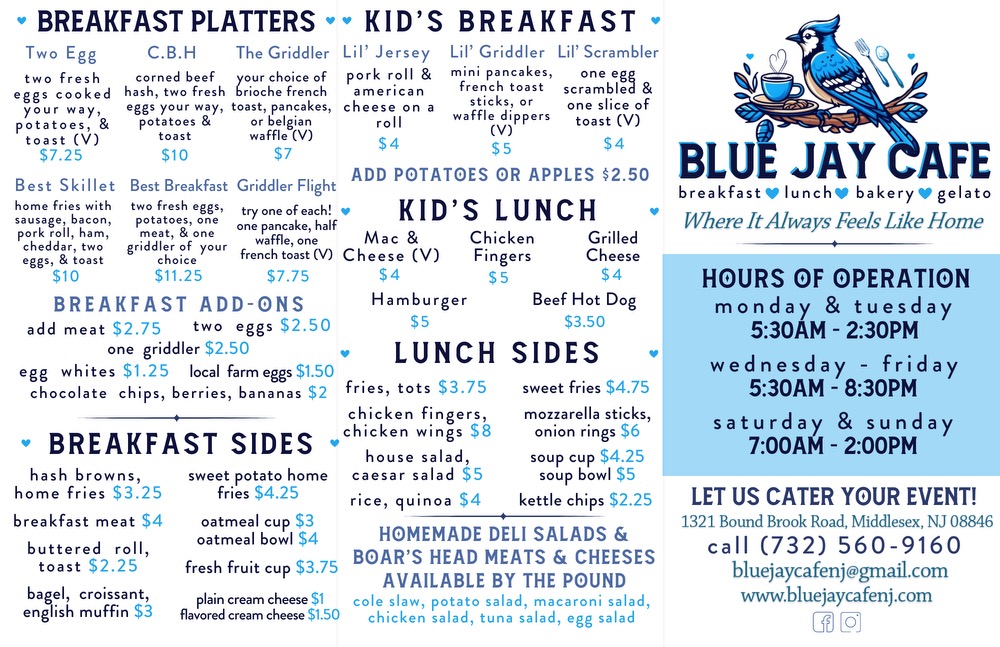 BREAKFAST PLATTERS
Two Egg
two fresh
eggs cooked
your way,
potatoes, &
toast (V)
$7.25
C.B.H
corned beef
hash, two fresh
eggs your way,
potatoes &
toast
$10
The Griddler
your choice of
brioche french
toast, pancakes,
or belgian
waffle (V)
$7
Best Skillet
home fries with
sausage, bacon,
pork roll, ham,
cheddar, two
eggs, & toast
$10
Best Breakfast
two fresh eggs,
potatoes, one
meat, & one
griddler of your
choice
$11.25
Griddler Flight
try one of each!
one pancake, half
waffle, one
french toast (V)
$7.75
BREAKFAST ADD-ONS
add meat $2.75 two eggs $2.50
one griddler $2.50
egg whites $1.25 local farm eggs $1.50
chocolate chips, berries, bananas $2
BREAKFAST SIDES
hash browns,
home fries $3.25
breakfast meat $4
buttered roll,
toast $2.25
bagel, croissant,
english muffin $3
sweet potato home
fries $4.25
oatmeal cup $3
oatmeal bowl $4
fresh fruit cup $3.75
plain cream cheese $1
flavored cream cheese $1.50
KID'S BREAKFAST
Lil' Jersey
pork roll &
american
cheese on a
roll
$4
Lil' Griddler
mini pancakes,
french toast
sticks, or
waffle dippers
(V)
$5
Lil' Scrambler
one egg
scrambled &
one slice of
toast (V)
$4
ADD POTATOES OR APPLES $2.50
KID'S LUNCH
Mac &
Cheese (V)
$4
Chicken
Fingers
$5
Grilled
Cheese
$4
Hamburger
$5
Beef Hot Dog
$3.50
LUNCH SIDES
fries, tots $3.75
chicken fingers,
chicken wings $8
house salad,
caesar salad $5
rice, quinoa $4
sweet fries $4.75
mozzarella sticks,
onion rings $6
soup cup $4.25
soup bowl $5
kettle chips $2.25
HOMEMADE DELI SALADS &
BOAR'S HEAD MEATS & CHEESES
AVAILABLE BY THE POUND
cole slaw, potato salad, macaroni salad,
chicken salad, tuna salad, egg salad
BLUE JAY CAFE
breakfast lunch bakery gelato
Where It Always Feels Like Home
HOURS OF OPERATION
monday & tuesday
5:30AM - 2:30PM
wednesday - friday
5:30AM - 8:30PM
saturday & sunday
7:00AM - 2:00PM
LET US CATER YOUR EVENT!
1321 Bound Brook Road, Middlesex, NJ 08846
call (732) 560-9160
bluejaycafenj@gmail.com
www.bluejaycafenj.com